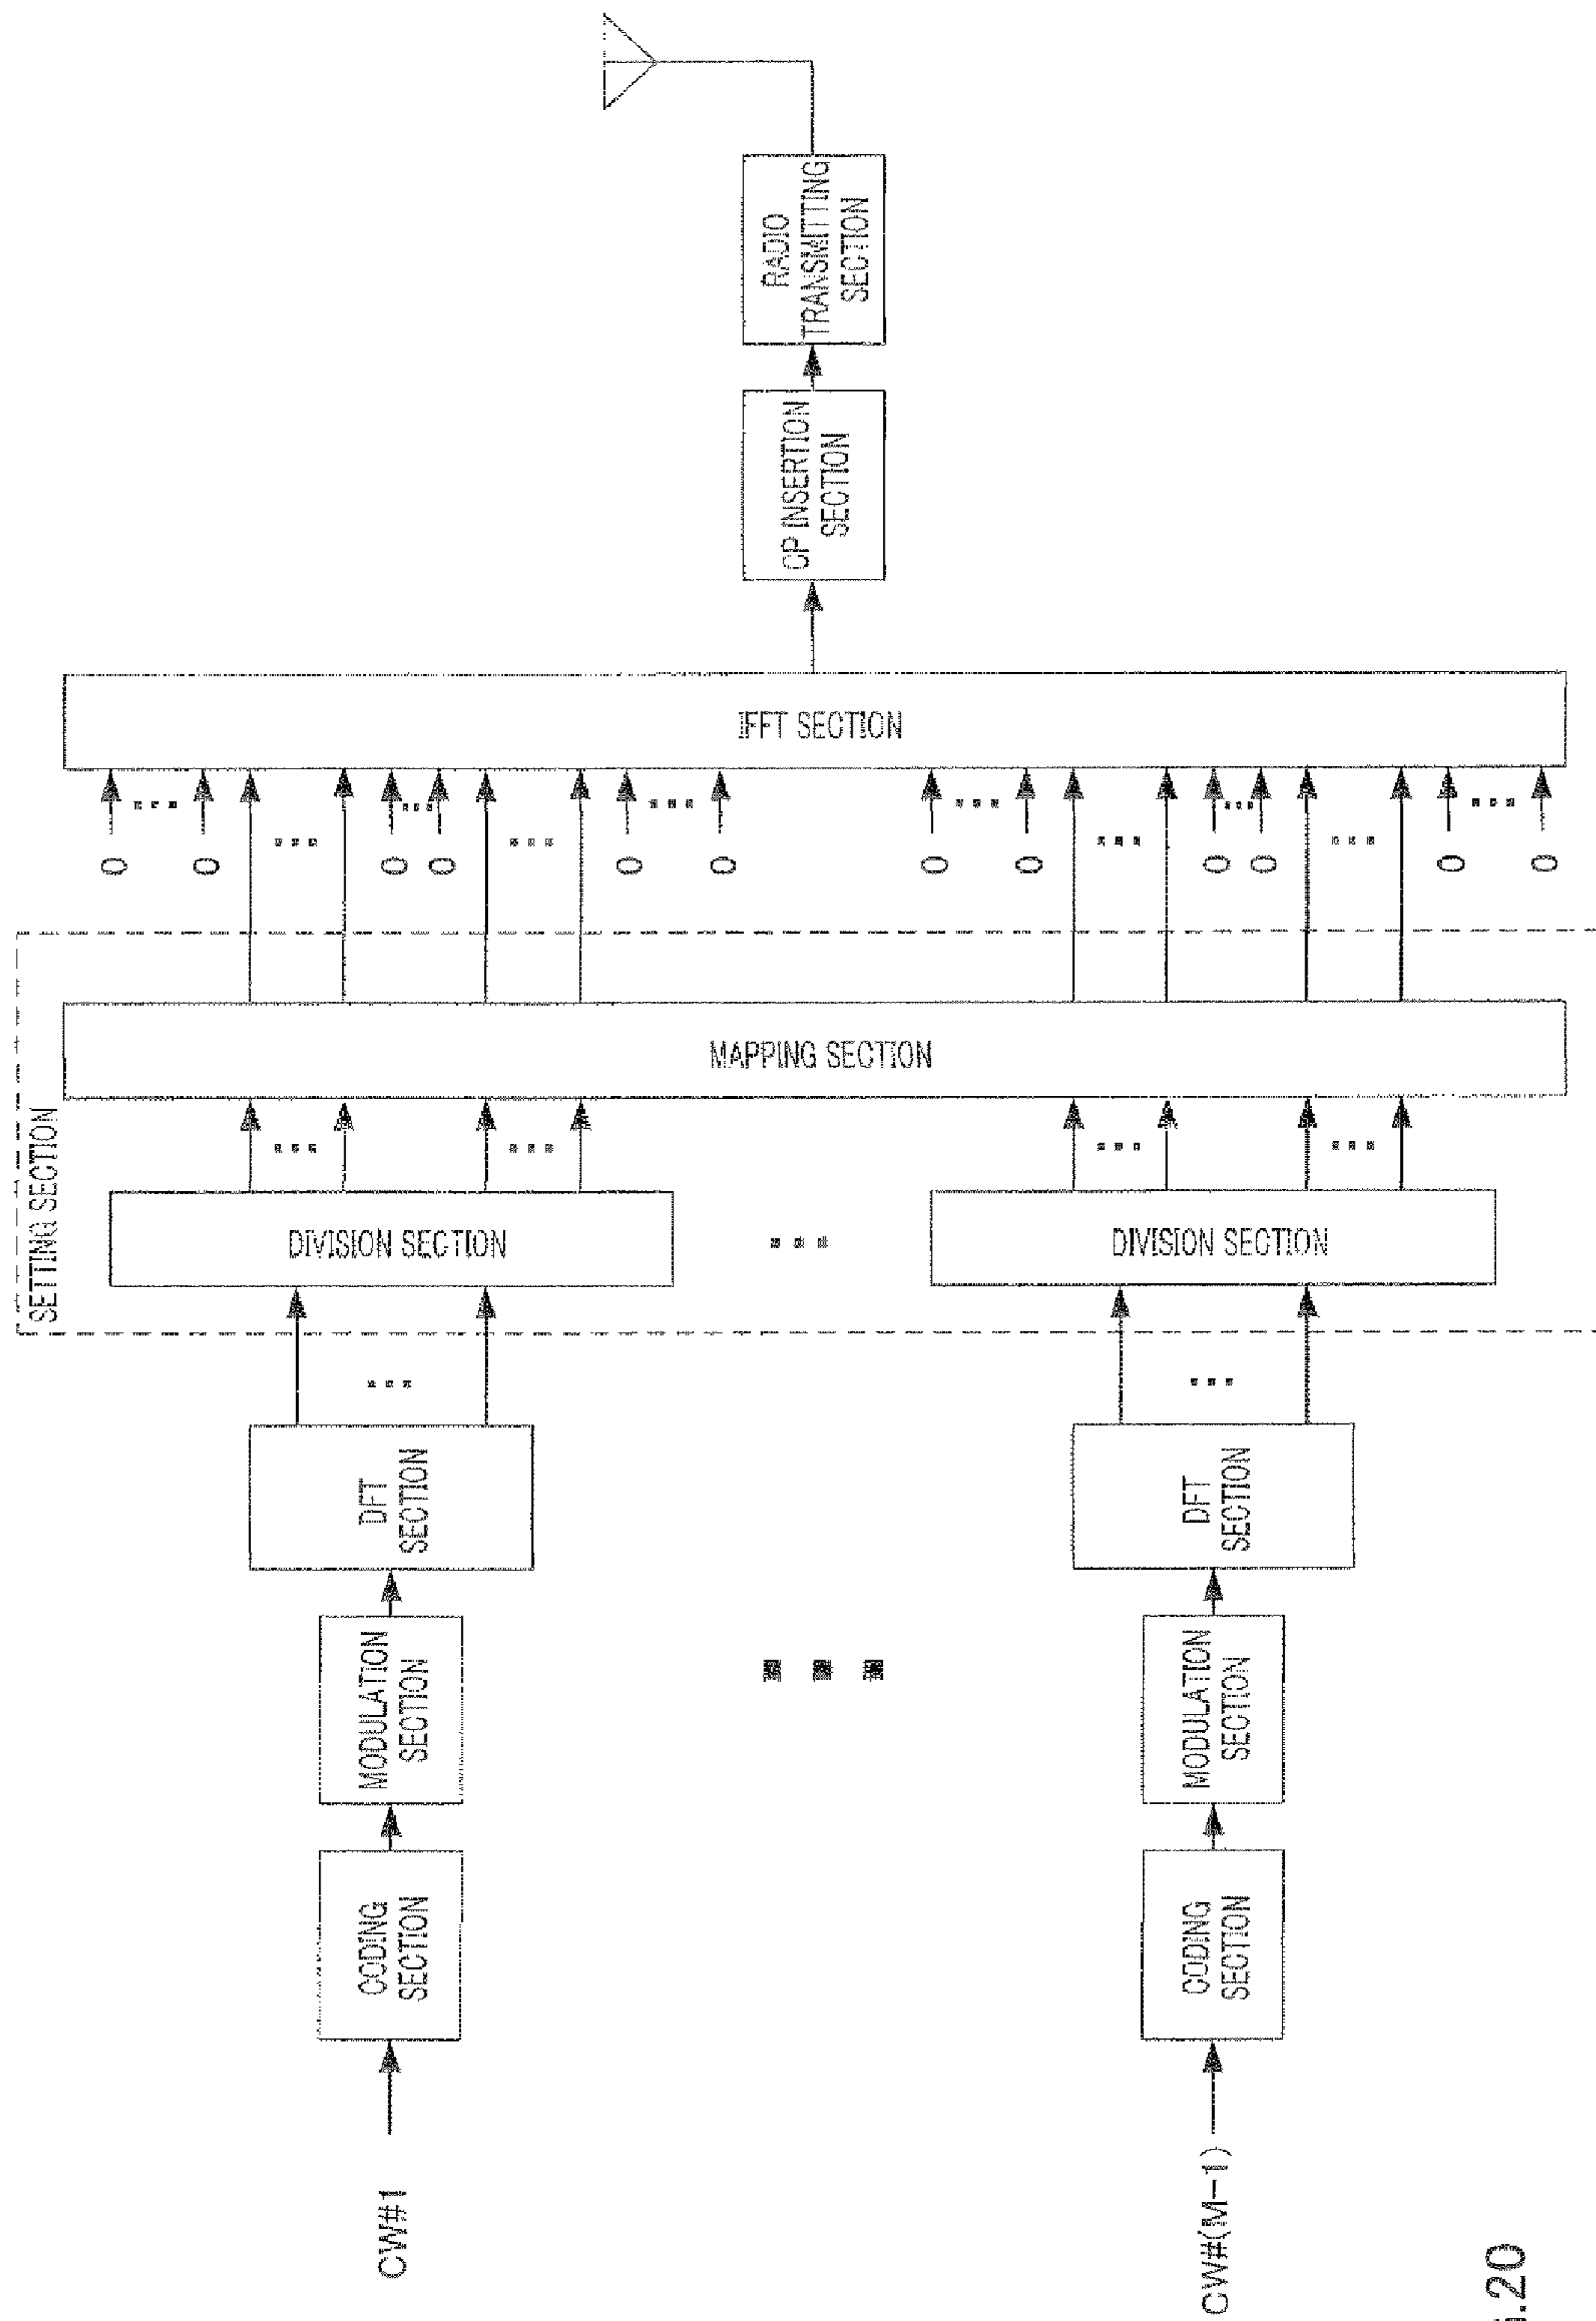 SETTING SECTION
CW#1
CODING
SECTION
MODULATION
SECTION
DFT
SECTION
...
DIVISION SECTION
... ...
...
CW#(M-1)
CODING
SECTION
MODULATION
SECTION
DFT
SECTION
...
DIVISION SECTION
... ...
...
MAPPING SECTION
0
...
0
...
0
...
0
...
0
...
0
0
...
0
...
0
...
0
...
0
...
0
IFFT SECTION
CP INSERTION
SECTION
RADIO
TRANSMITTING
SECTION
.20